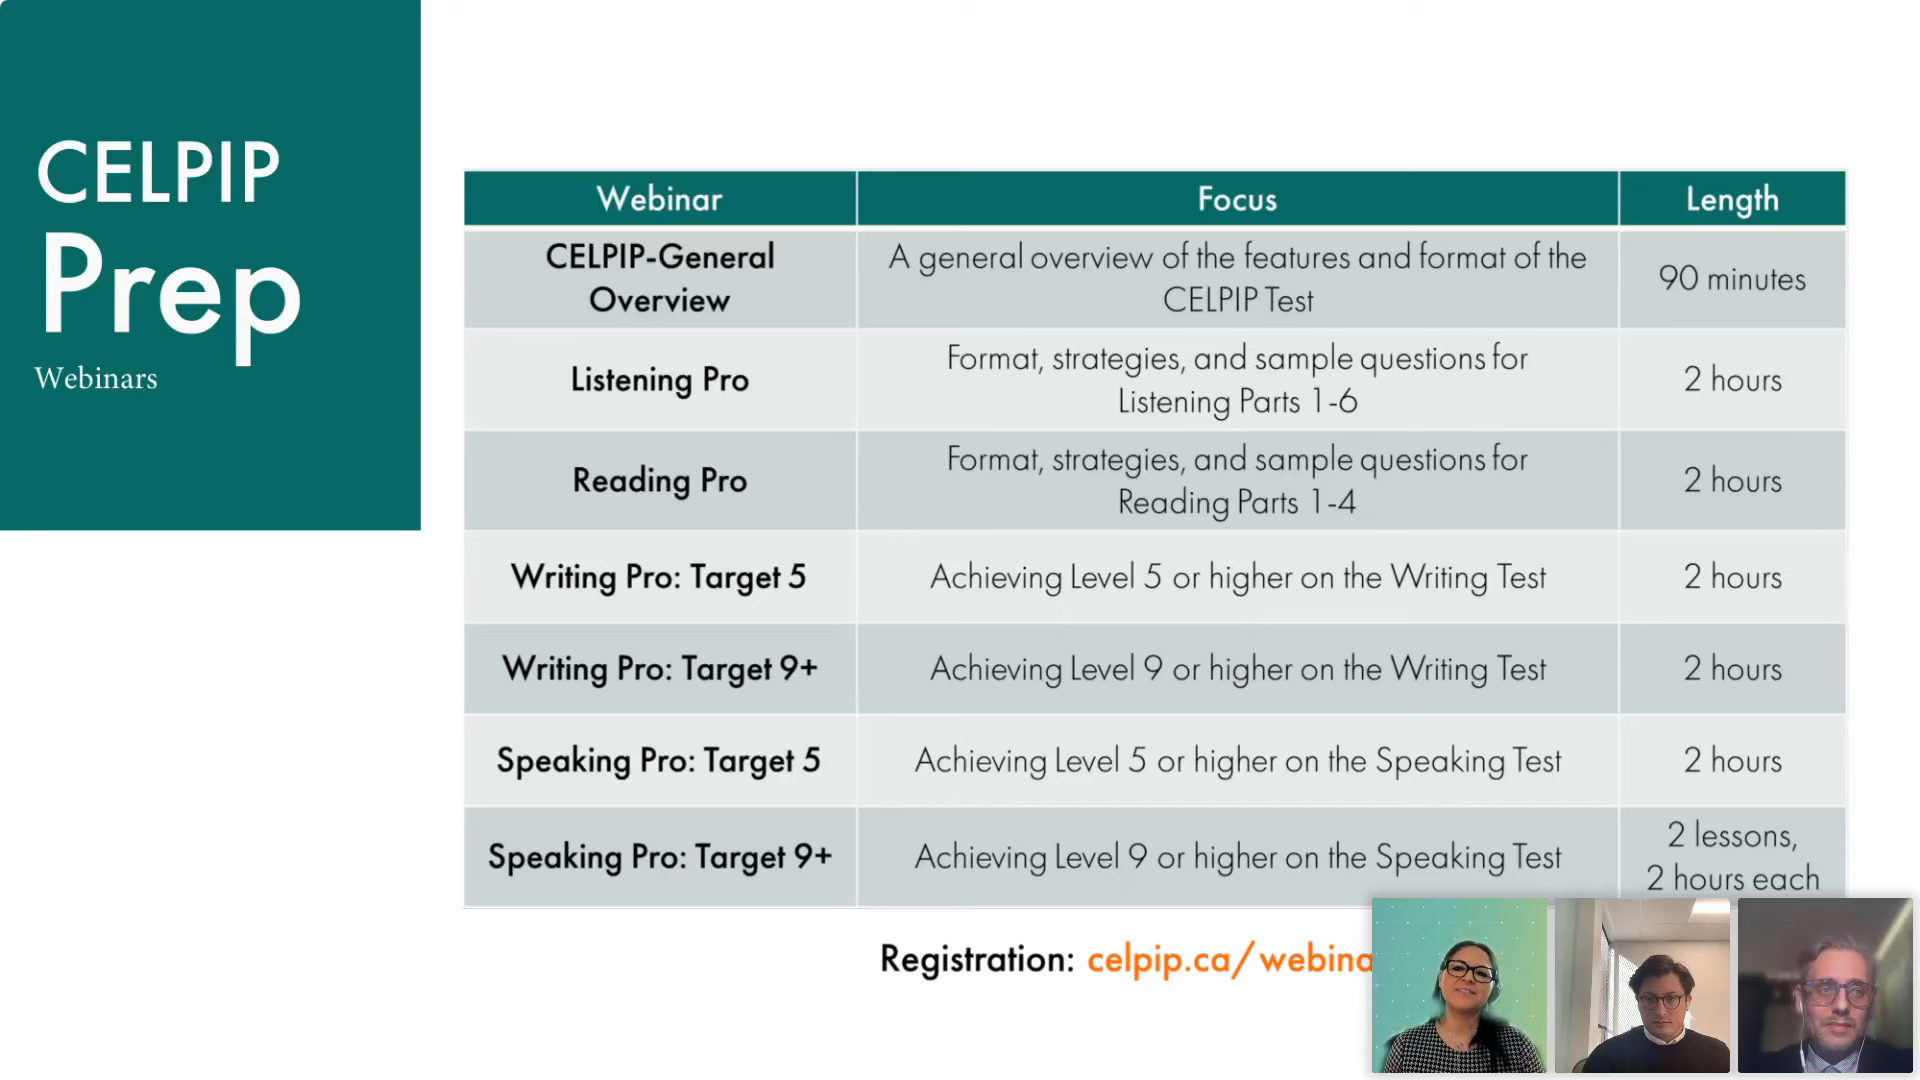 CELPIP
Prep
Webinars
Webinar Focus Length
CELPIP-General
Overview
A general overview of the features and format of the
CELPIP Test
90 minutes
Listening Pro
Format, strategies, and sample questions for
Listening Parts 1-6
2 hours
Reading Pro
Format, strategies, and sample questions for
Reading Parts 1-4
2 hours
Writing Pro: Target 5
Achieving Level 5 or higher on the Writing Test
2 hours
Writing Pro: Target 9+
Achieving Level 9 or higher on the Writing Test
2 hours
Speaking Pro: Target 5
Achieving Level 5 or higher on the Speaking Test
2 hours
Speaking Pro: Target 9+
Achieving Level 9 or higher on the Speaking Test
2 lessons,
2 hours each
Registration: celpip.ca/webina